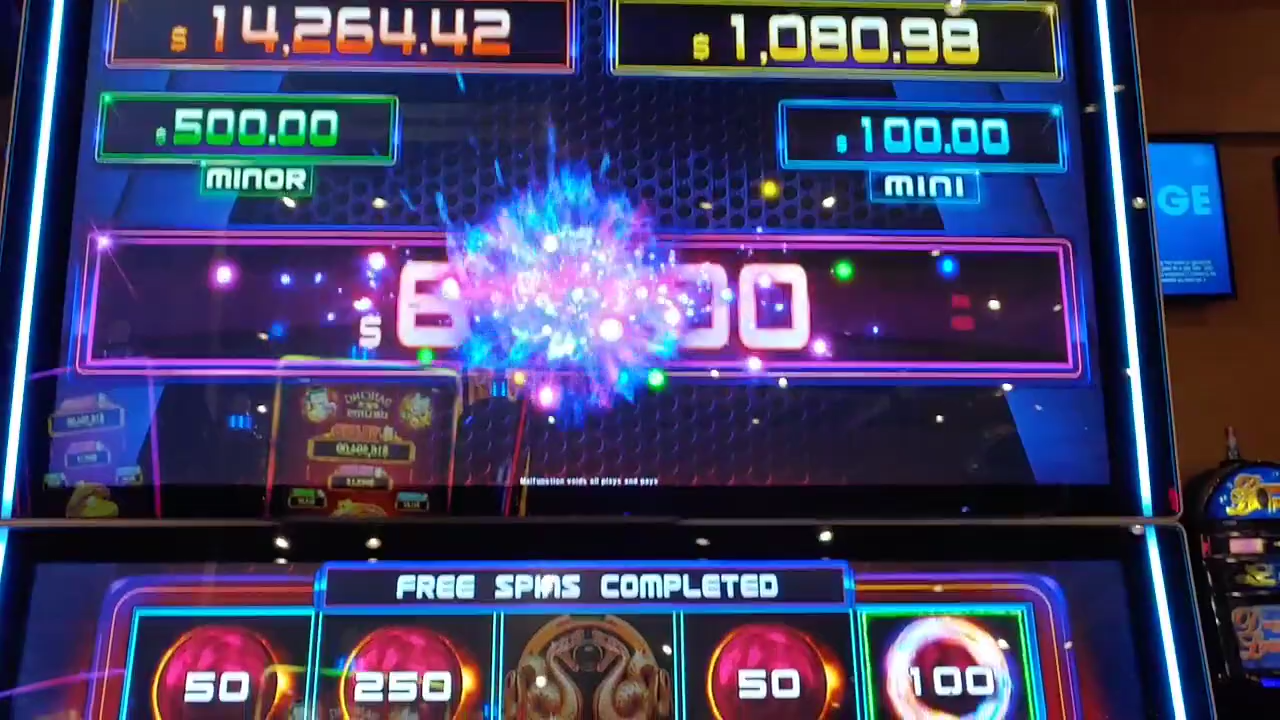 $ 14,264.42
$ 1,080.98
$ 500.00
MINOR
$ 100.00
MINI
GE
Malfunction voids all plays and pays
FREE SPINS COMPLETED
50
250
50
100